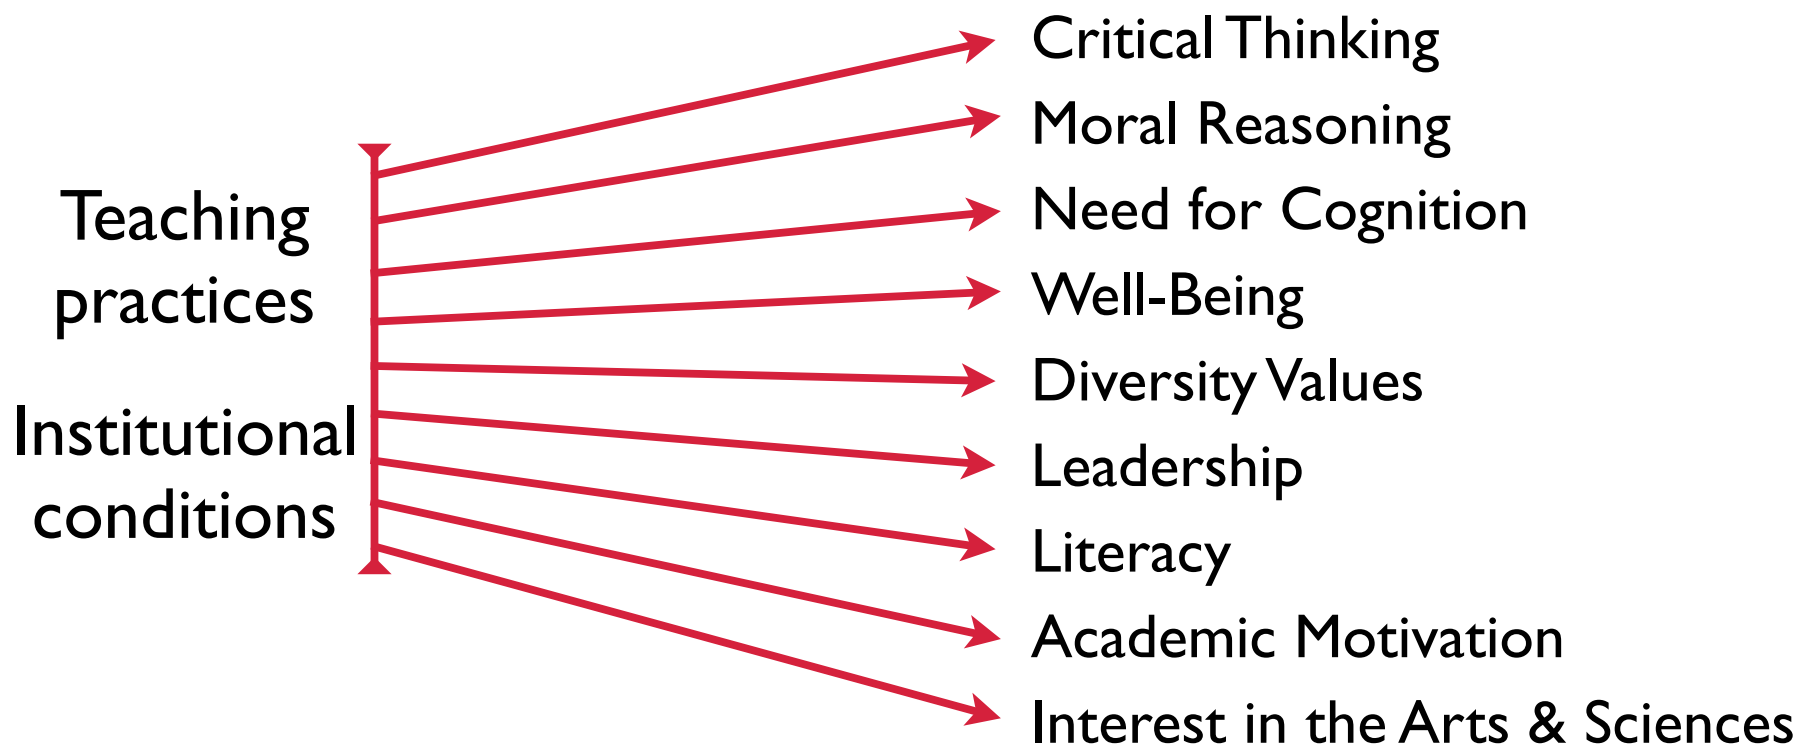 Teaching
practices
Institutional
conditions
Critical Thinking
Moral Reasoning
Need for Cognition
Well-Being
Diversity Values
Leadership
Literacy
Academic Motivation
Interest in the Arts & Sciences